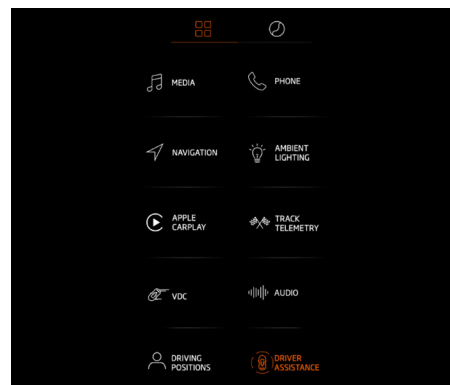 MEDIA
PHONE
NAVIGATION
AMBIENT
LIGHTING
APPLE
CARPLAY
TRACK
TELEMETRY
VDC
AUDIO
DRIVING
POSITIONS
DRIVER
ASSISTANCE